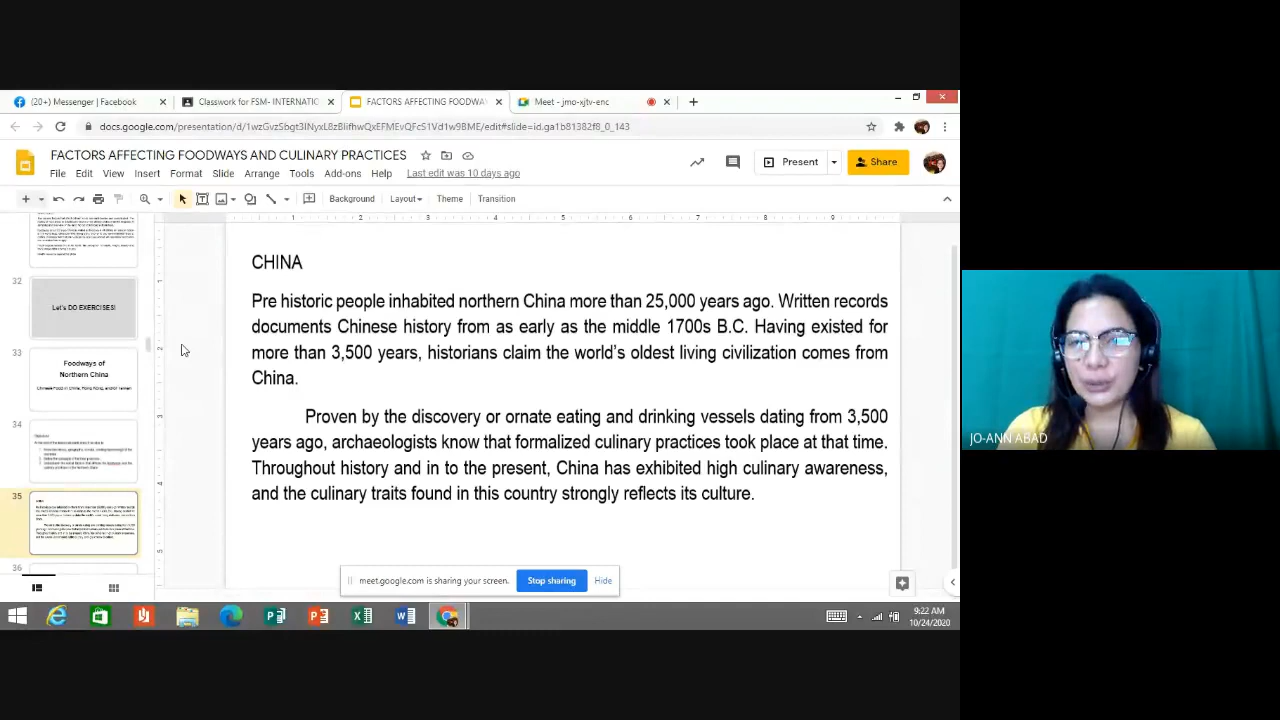 (20+) Messenger | Facebook
Classwork for FSM- INTERNATIC
FACTORS AFFECTING FOODWA
Meet - jmo-xjtv-enc
docs.google.com/presentation/d/1wzGvzSbgt3INyxL8zBlifhwQxEFMEvQFcS1Vd1w9BME/edit#slide=id.ga1b81382f8_0_143
FACTORS AFFECTING FOODWAYS AND CULINARY PRACTICES
Present
Share
File Edit View Insert Format Slide Arrange Tools Add-ons Help Last edit was 10 days ago
Background Layout Theme Transition
1 2 3 4 5 6 7 8 9
32
Let's DO EXERCISES!
33
Foodways of
Northern China
34
35
36
CHINA
Pre historic people inhabited northern China more than 25,000 years ago. Written records
documents Chinese history from as early as the middle 1700s B.C. Having existed for
more than 3,500 years, historians claim the world's oldest living civilization comes from
China.
Proven by the discovery or ornate eating and drinking vessels dating from 3,500
years ago, archaeologists know that formalized culinary practices took place at that time.
Throughout history and in to the present, China has exhibited high culinary awareness,
and the culinary traits found in this country strongly reflects its culture.
meet.google.com is sharing your screen. Stop sharing Hide
9:22 AM
10/24/2020
JO-ANN ABAD